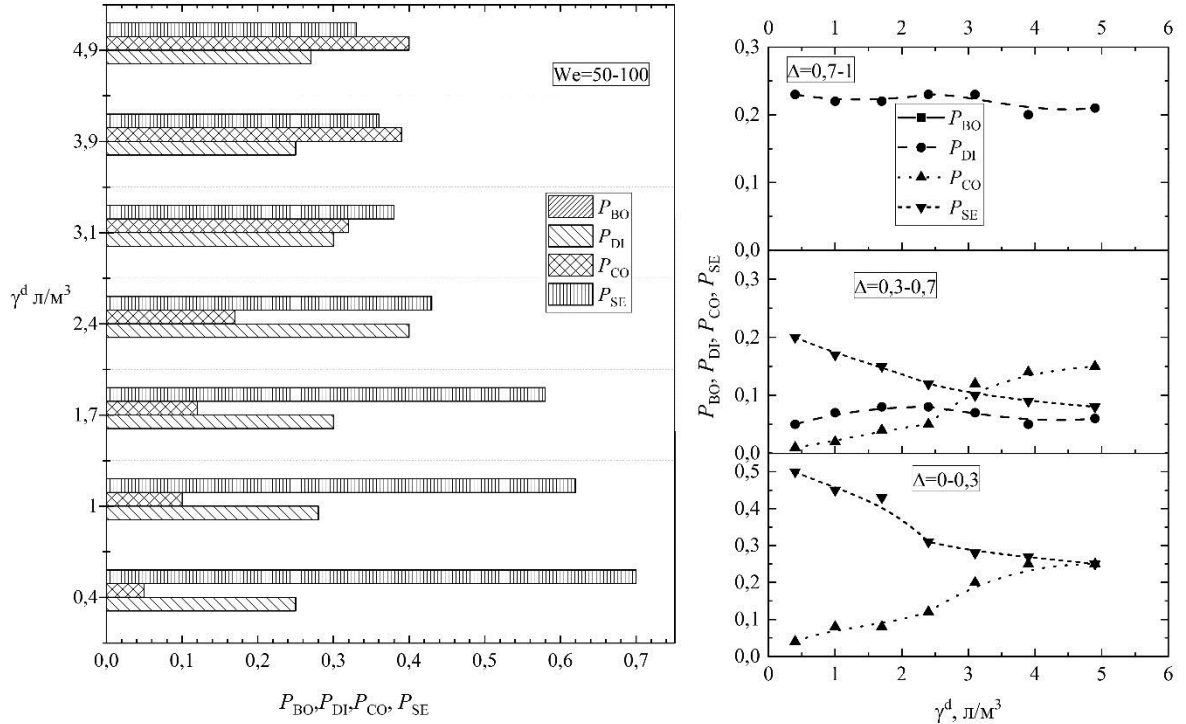 4,9
3,9
3,1
γᵈ л/м³
2,4
1,7
1
0,4
0,0 0,1 0,2 0,3 0,4 0,5 0,6 0,7
P_BO,P_DI,P_CO, P_SE
We=50-100
P_BO
P_DI
P_CO
P_SE
0 1 2 3 4 5 6
0,3
0,2
0,1
0,0
Δ=0,7-1
P_BO
P_DI
P_CO
P_SE
P_BO, P_DI, P_CO, P_SE
0,3
0,2
0,1
0,0
Δ=0,3-0,7
0,5
0,4
0,3
0,2
0,1
0,0
Δ=0-0,3
0 1 2 3 4 5 6
γᵈ, л/м³